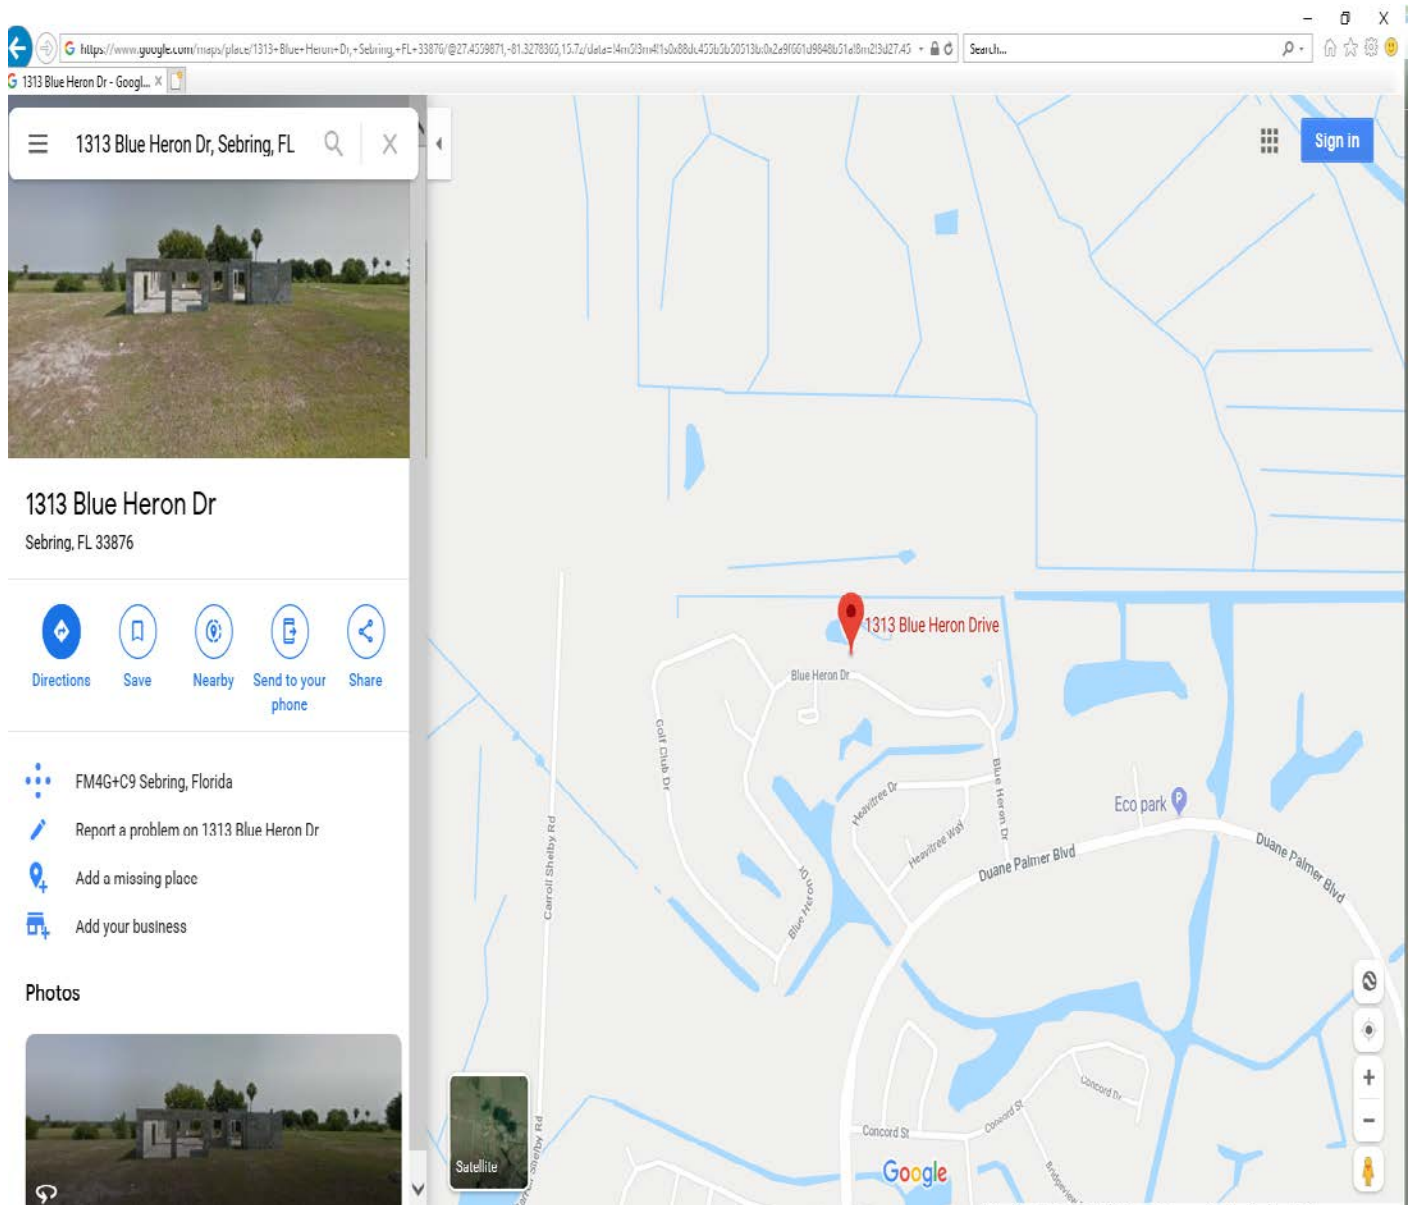 Search...
1313 Blue Heron Dr - Googl...
1313 Blue Heron Dr, Sebring, FL
Sign in
1313 Blue Heron Dr
Sebring, FL 33876
Directions
Save
Nearby
Send to your
phone
Share
FM4G+C9 Sebring, Florida
Report a problem on 1313 Blue Heron Dr
Add a missing place
Add your business
Photos
1313 Blue Heron Drive
Blue Heron Dr
Golf Club Dr
Blue Heron Dr
Heavitree Dr
Heavitree Way
Blue Heron Dr
Eco park
Duane Palmer Blvd
Duane Palmer Blvd
Carroll Shelby Rd
Concord Dr
Concord St
Concord St
Shelby Rd
Satellite
Google